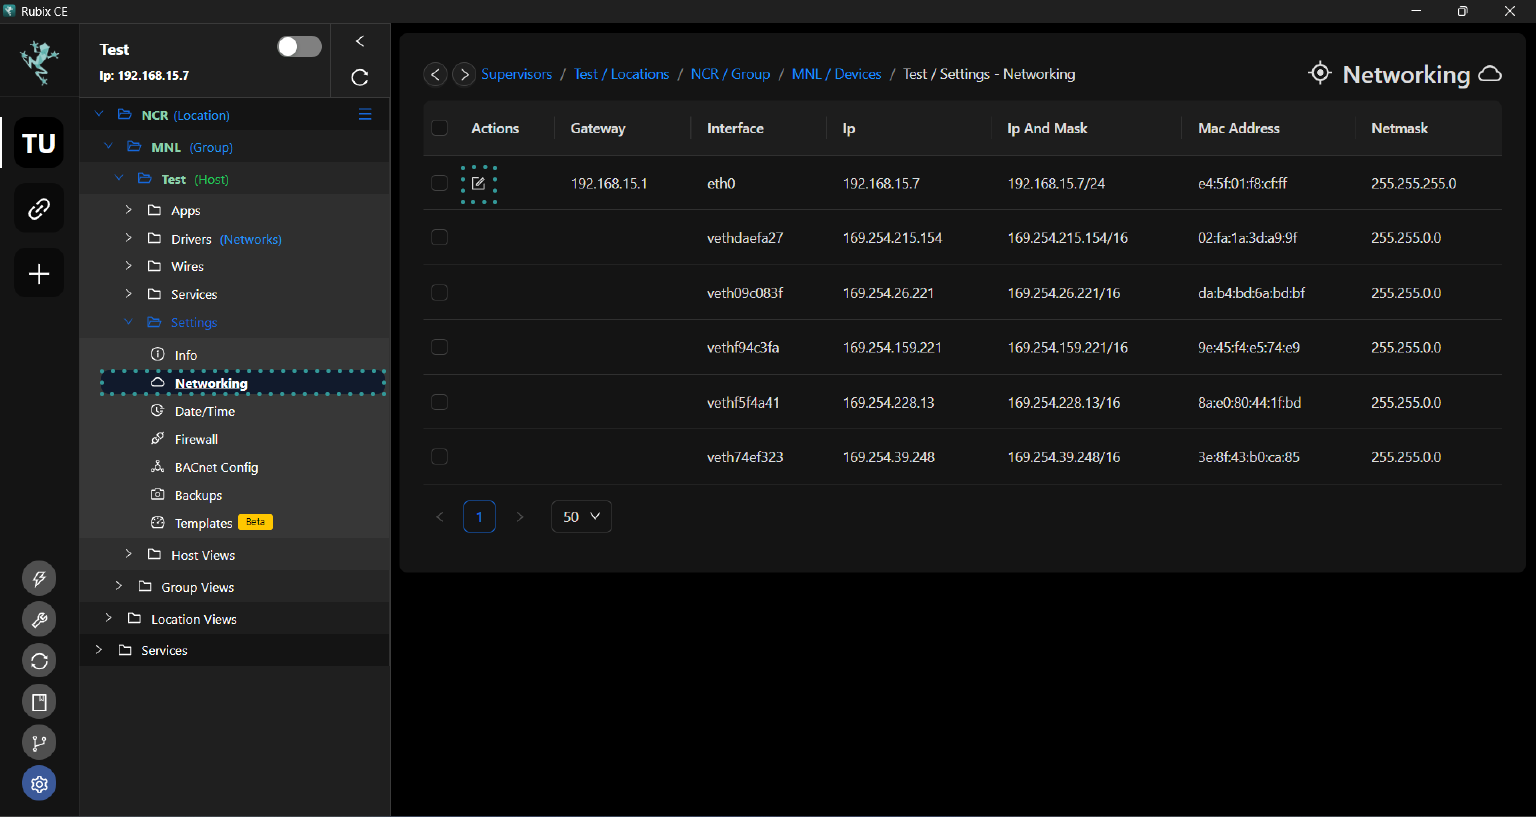 Rubix CE
Test
Ip: 192.168.15.7
TU
NCR (Location)
MNL (Group)
Test (Host)
Apps
Drivers (Networks)
Wires
Services
Settings
Info
Networking
Date/Time
Firewall
BACnet Config
Backups
Templates Beta
Host Views
Group Views
Location Views
Services
Supervisors / Test / Locations / NCR / Group / MNL / Devices / Test / Settings - Networking
Networking
Actions Gateway Interface Ip Ip And Mask Mac Address Netmask
192.168.15.1 eth0 192.168.15.7 192.168.15.7/24 e4:5f:01:f8:cf:ff 255.255.255.0
vethdaefa27 169.254.215.154 169.254.215.154/16 02:fa:1a:3d:a9:9f 255.255.0.0
veth09c083f 169.254.26.221 169.254.26.221/16 da:b4:bd:6a:bd:bf 255.255.0.0
vethf94c3fa 169.254.159.221 169.254.159.221/16 9e:45:f4:e5:74:e9 255.255.0.0
vethf5f4a41 169.254.228.13 169.254.228.13/16 8a:e0:80:44:1f:bd 255.255.0.0
veth74ef323 169.254.39.248 169.254.39.248/16 3e:8f:43:b0:ca:85 255.255.0.0
1 50